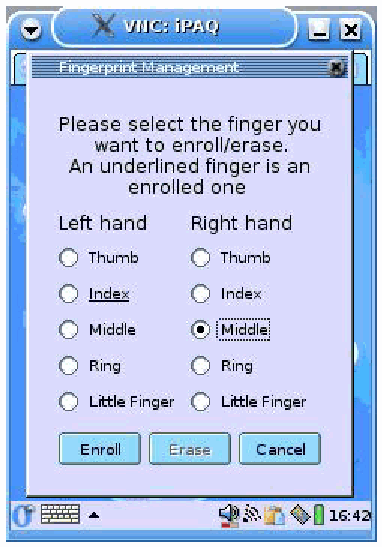 VNC: iPAQ
Fingerprint Management
Please select the finger you
want to enroll/erase.
An underlined finger is an
enrolled one
Left hand Right hand
Thumb Thumb
Index Index
Middle Middle
Ring Ring
Little Finger Little Finger
Enroll Erase Cancel
16:42